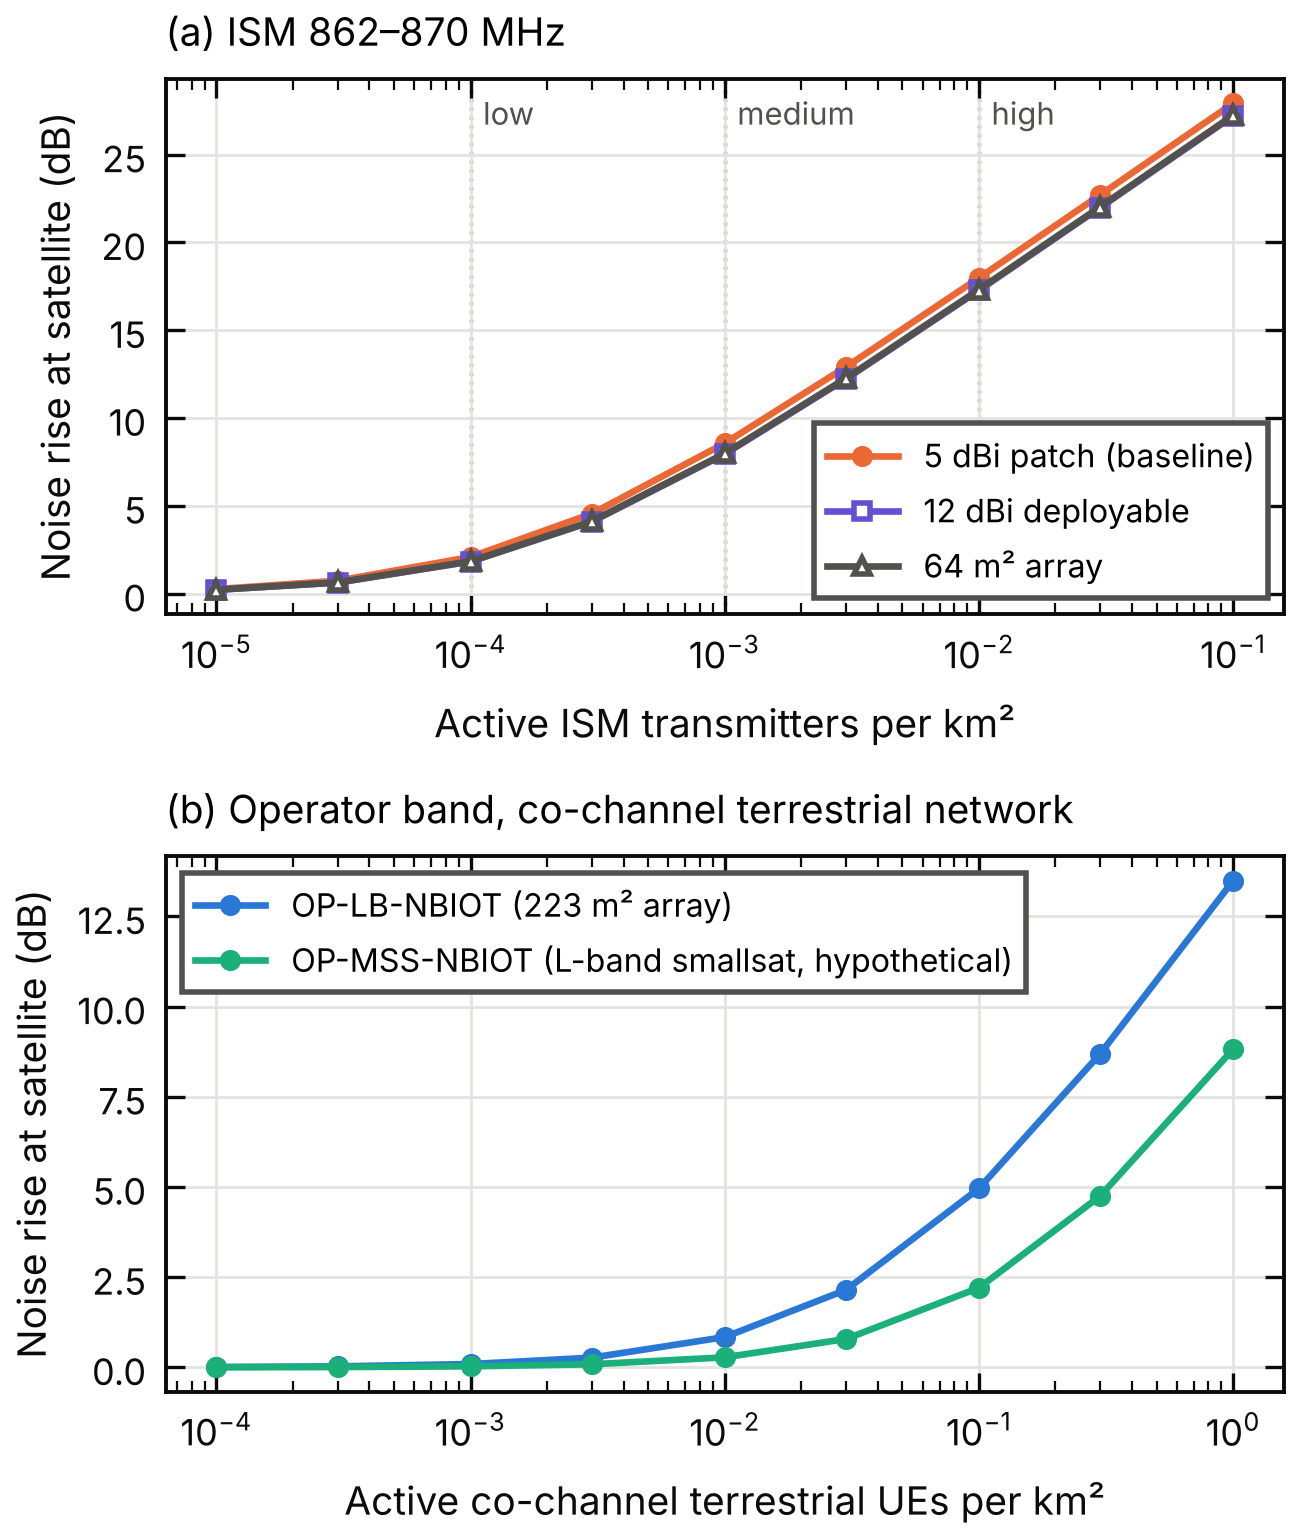 (a) ISM 862–870 MHz
Noise rise at satellite (dB)
25
20
15
10
5
0
low
medium
high
5 dBi patch (baseline)
12 dBi deployable
64 m² array
10⁻⁵
10⁻⁴
10⁻³
10⁻²
10⁻¹
Active ISM transmitters per km²
(b) Operator band, co-channel terrestrial network
Noise rise at satellite (dB)
12.5
10.0
7.5
5.0
2.5
0.0
OP-LB-NBIOT (223 m² array)
OP-MSS-NBIOT (L-band smallsat, hypothetical)
10⁻⁴
10⁻³
10⁻²
10⁻¹
10⁰
Active co-channel terrestrial UEs per km²